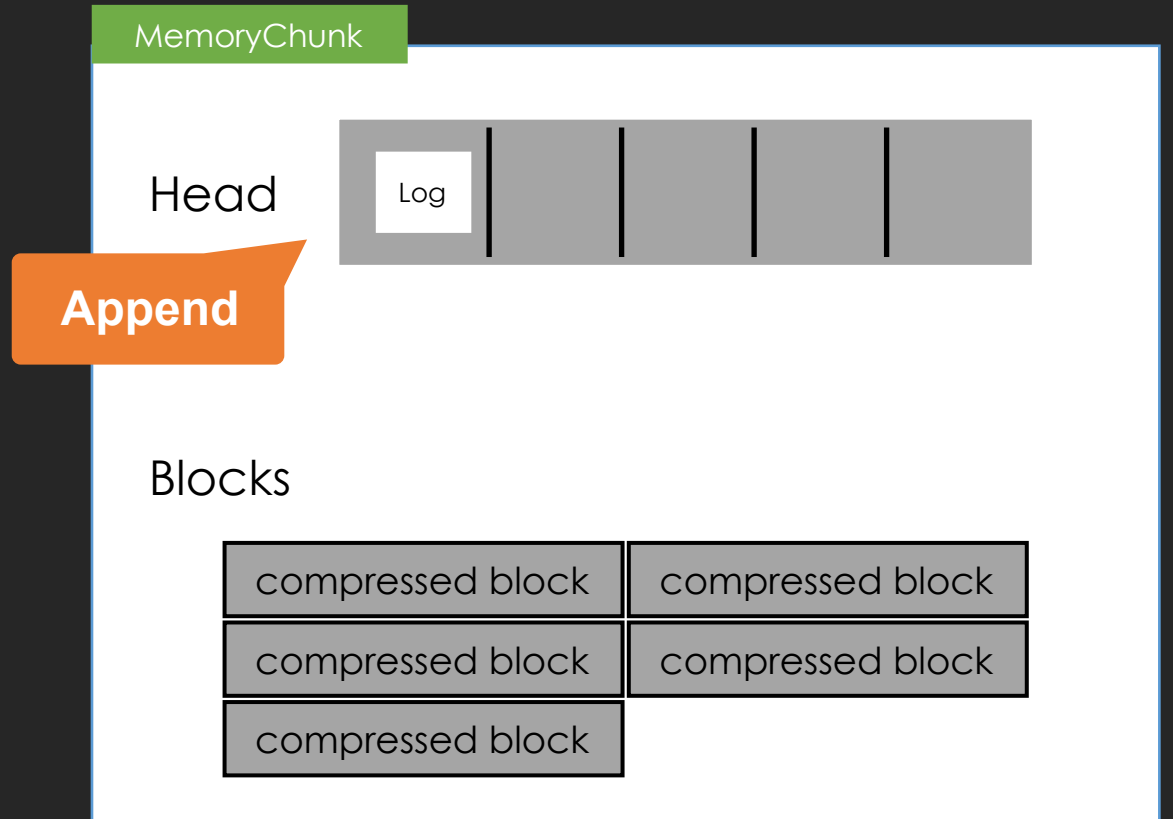 MemoryChunk
Head
Log
Append
Blocks
compressed block
compressed block
compressed block
compressed block
compressed block